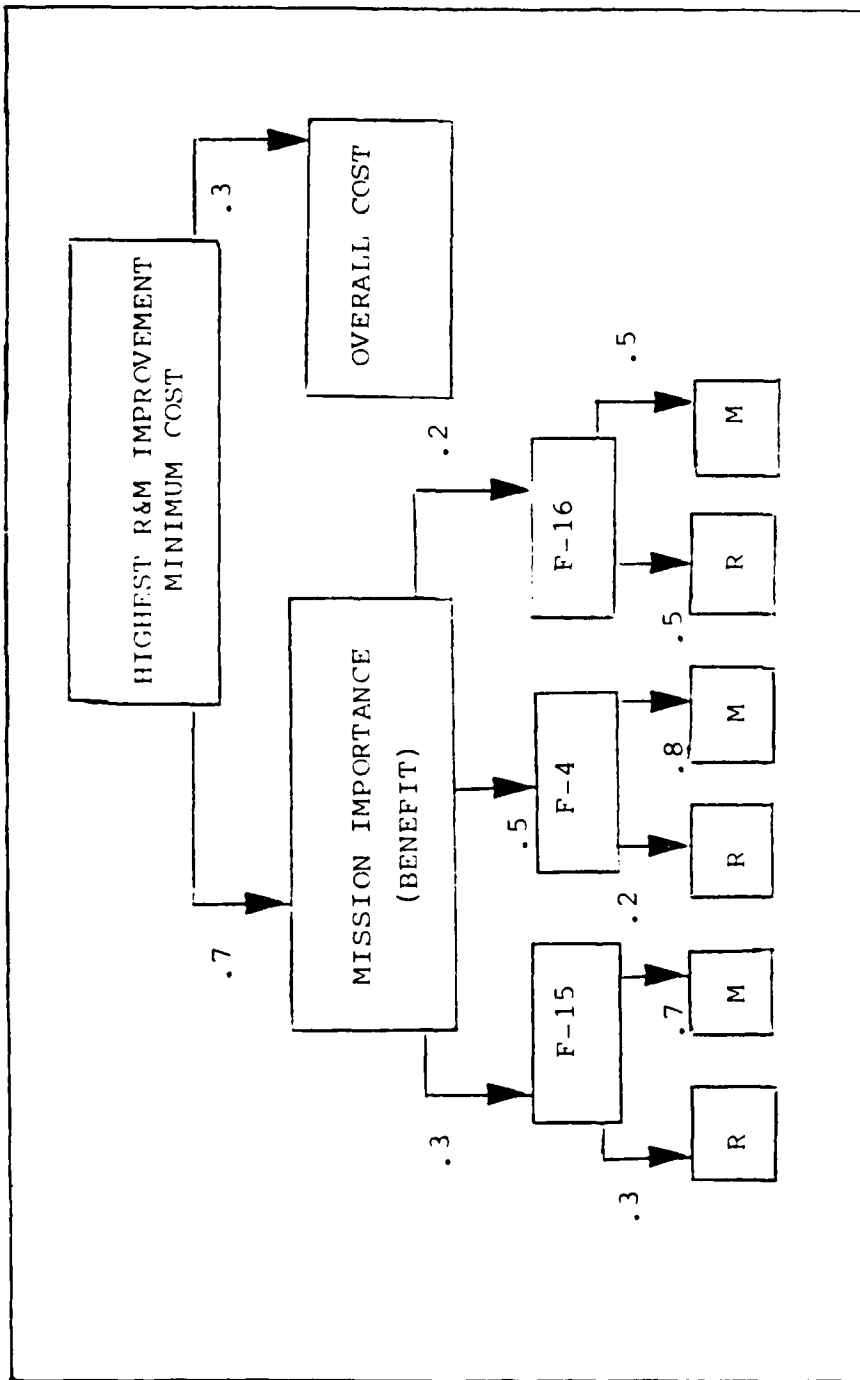 HIGHEST R&M IMPROVEMENT
MINIMUM COST
.7
.3
MISSION IMPORTANCE
(BENEFIT)
OVERALL COST
.3
.5
.2
F-15
F-4
F-16
.3
.7
.2
.8
.5
.5
R
M
R
M
R
M